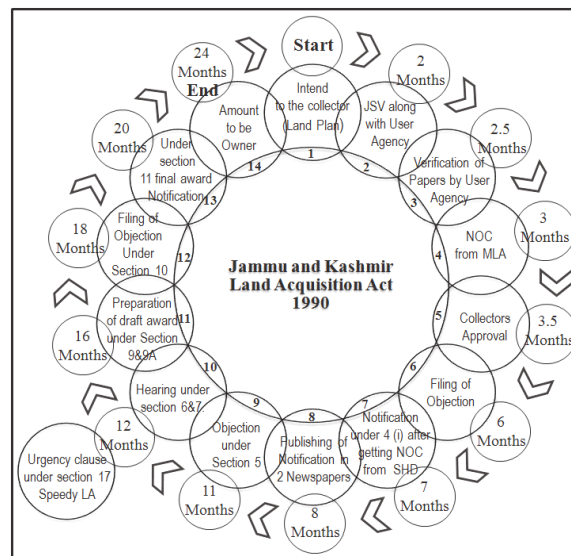 Start
Intend
to the collector
(Land Plan)
1
2
Months
JSV along
with User
Agency
2
2.5
Months
Verification of
Papers by User
Agency
3
3
Months
NOC
from MLA
4
3.5
Months
Collectors
Approval
5
6
Months
Filing of
Objection
6
7
Months
Notification
under 4 (i) after
getting NOC
from SHD
7
8
Months
Publishing of
Notification in
2 Newspapers
8
11
Months
Objection
under
Section 5
9
12
Months
Hearing under
section 6&7.
10
Urgency clause
under section 17
Speedy LA
16
Months
Preparation
of draft award
under Section
9&9A
11
18
Months
Filing of
Objection
Under
Section 10
12
20
Months
Under
section
11 final award
Notification
13
24
Months
End
Amount
to be
Owner
14
Jammu and Kashmir
Land Acquisition Act
1990